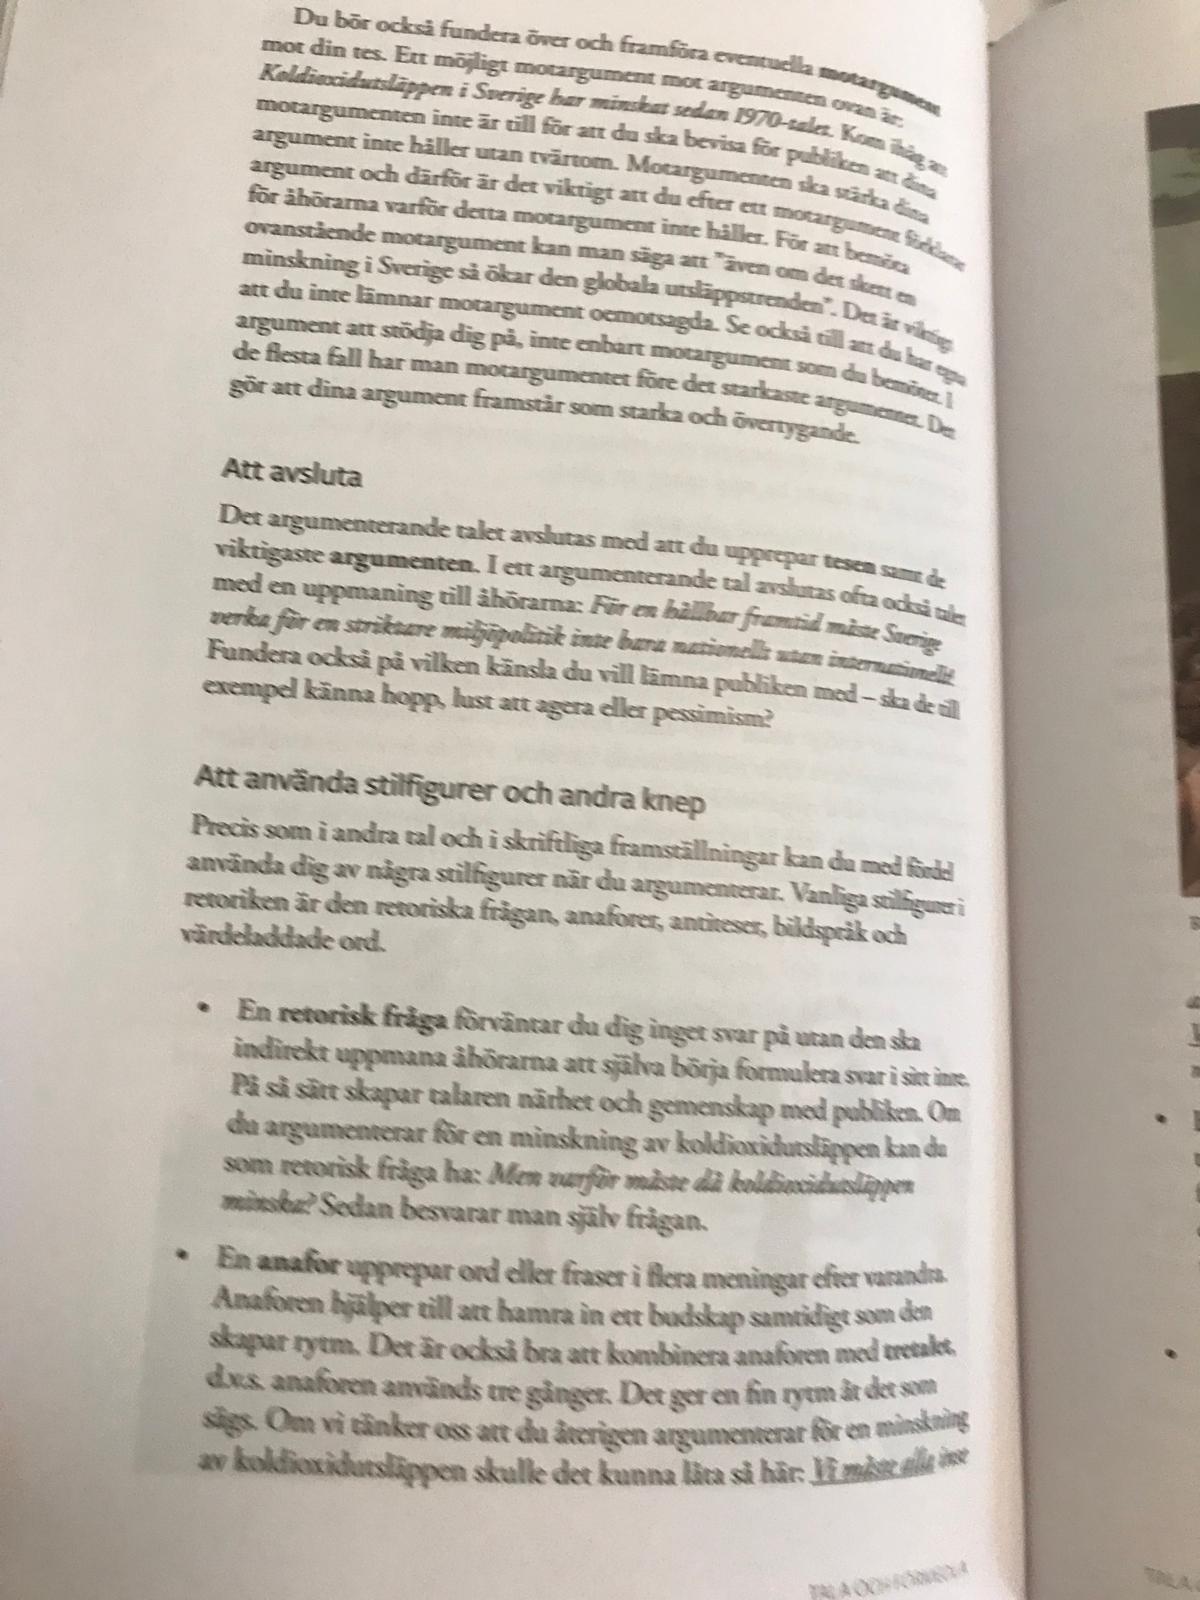 Du bör också fundera över och framföra eventuella motargument
mot din tes. Ett möjligt motargument mot argumenten ovan är:
Koldioxidutsläppen i Sverige har minskat sedan 1970-talet. Kom ihåg att
motargumenten inte är till för att du ska bevisa för publiken att dina
argument inte håller utan tvärtom. Motargumenten ska stärka dina
argument och därför är det viktigt att du efter ett motargument förklarar
för åhörarna varför detta motargument inte håller. För att bemöta
ovanstående motargument kan man säga att "även om det skett en
minskning i Sverige så ökar den globala utsläppstrenden". Det är viktigt
att du inte lämnar motargument oemotsagda. Se också till att du har egna
argument att stödja dig på, inte enbart motargument som du bemöter. I
de flesta fall har man motargumentet före det starkaste argumentet. Det
gör att dina argument framstår som starka och övertygande.
Att avsluta
Det argumenterande talet avslutas med att du upprepar tesen samt de
viktigaste argumenten. I ett argumenterande tal avslutas ofta också talet
med en uppmaning till åhörarna: För en hållbar framtid måste Sverige
verka för en striktare miljöpolitik inte bara nationellt utan internationellt.
Fundera också på vilken känsla du vill lämna publiken med – ska de till
exempel känna hopp, lust att agera eller pessimism?
Att använda stilfigurer och andra knep
Precis som i andra tal och i skriftliga framställningar kan du med fördel
använda dig av några stilfigurer när du argumenterar. Vanliga stilfigurer i
retoriken är den retoriska frågan, anaforer, antiteser, bildspråk och
värdeladdade ord.
• En retorisk fråga förväntar du dig inget svar på utan den ska
indirekt uppmana åhörarna att själva börja formulera svar i sitt inre.
På så sätt skapar talaren närhet och gemenskap med publiken. Om
du argumenterar för en minskning av koldioxidutsläppen kan du
som retorisk fråga ha: Men varför måste då koldioxidutsläppen
minska? Sedan besvarar man själv frågan.
• En anafor upprepar ord eller fraser i flera meningar efter varandra.
Anaforen hjälper till att hamra in ett budskap samtidigt som den
skapar rytm. Det är också bra att kombinera anaforen med tretalet,
d.v.s. anaforen används tre gånger. Det ger en fin rytm åt det som
sägs. Om vi tänker oss att du återigen argumenterar för en minskning
av koldioxidutsläppen skulle det kunna låta så här: Vi måste alla inse
TALA OCH FÖRMEDLA